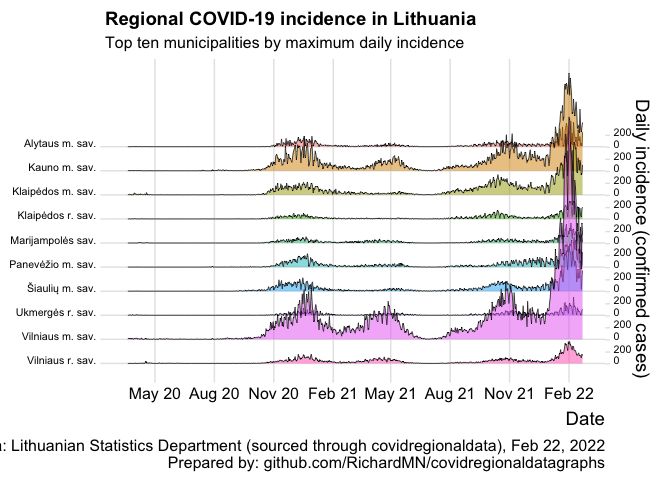 Regional COVID-19 incidence in Lithuania
Top ten municipalities by maximum daily incidence
Alytaus m. sav.
Kauno m. sav.
Klaipėdos m. sav.
Klaipėdos r. sav.
Marijampolės sav.
Panevėžio m. sav.
Šiaulių m. sav.
Ukmergės r. sav.
Vilniaus m. sav.
Vilniaus r. sav.
200
0
200
0
200
0
200
0
200
0
200
0
200
0
200
0
200
0
200
0
Daily incidence (confirmed cases)
May 20 Aug 20 Nov 20 Feb 21 May 21 Aug 21 Nov 21 Feb 22
Date
Lithuanian Statistics Department (sourced through covidregionaldata), Feb 22, 2022
Prepared by: github.com/RichardMN/covidregionaldatagraphs